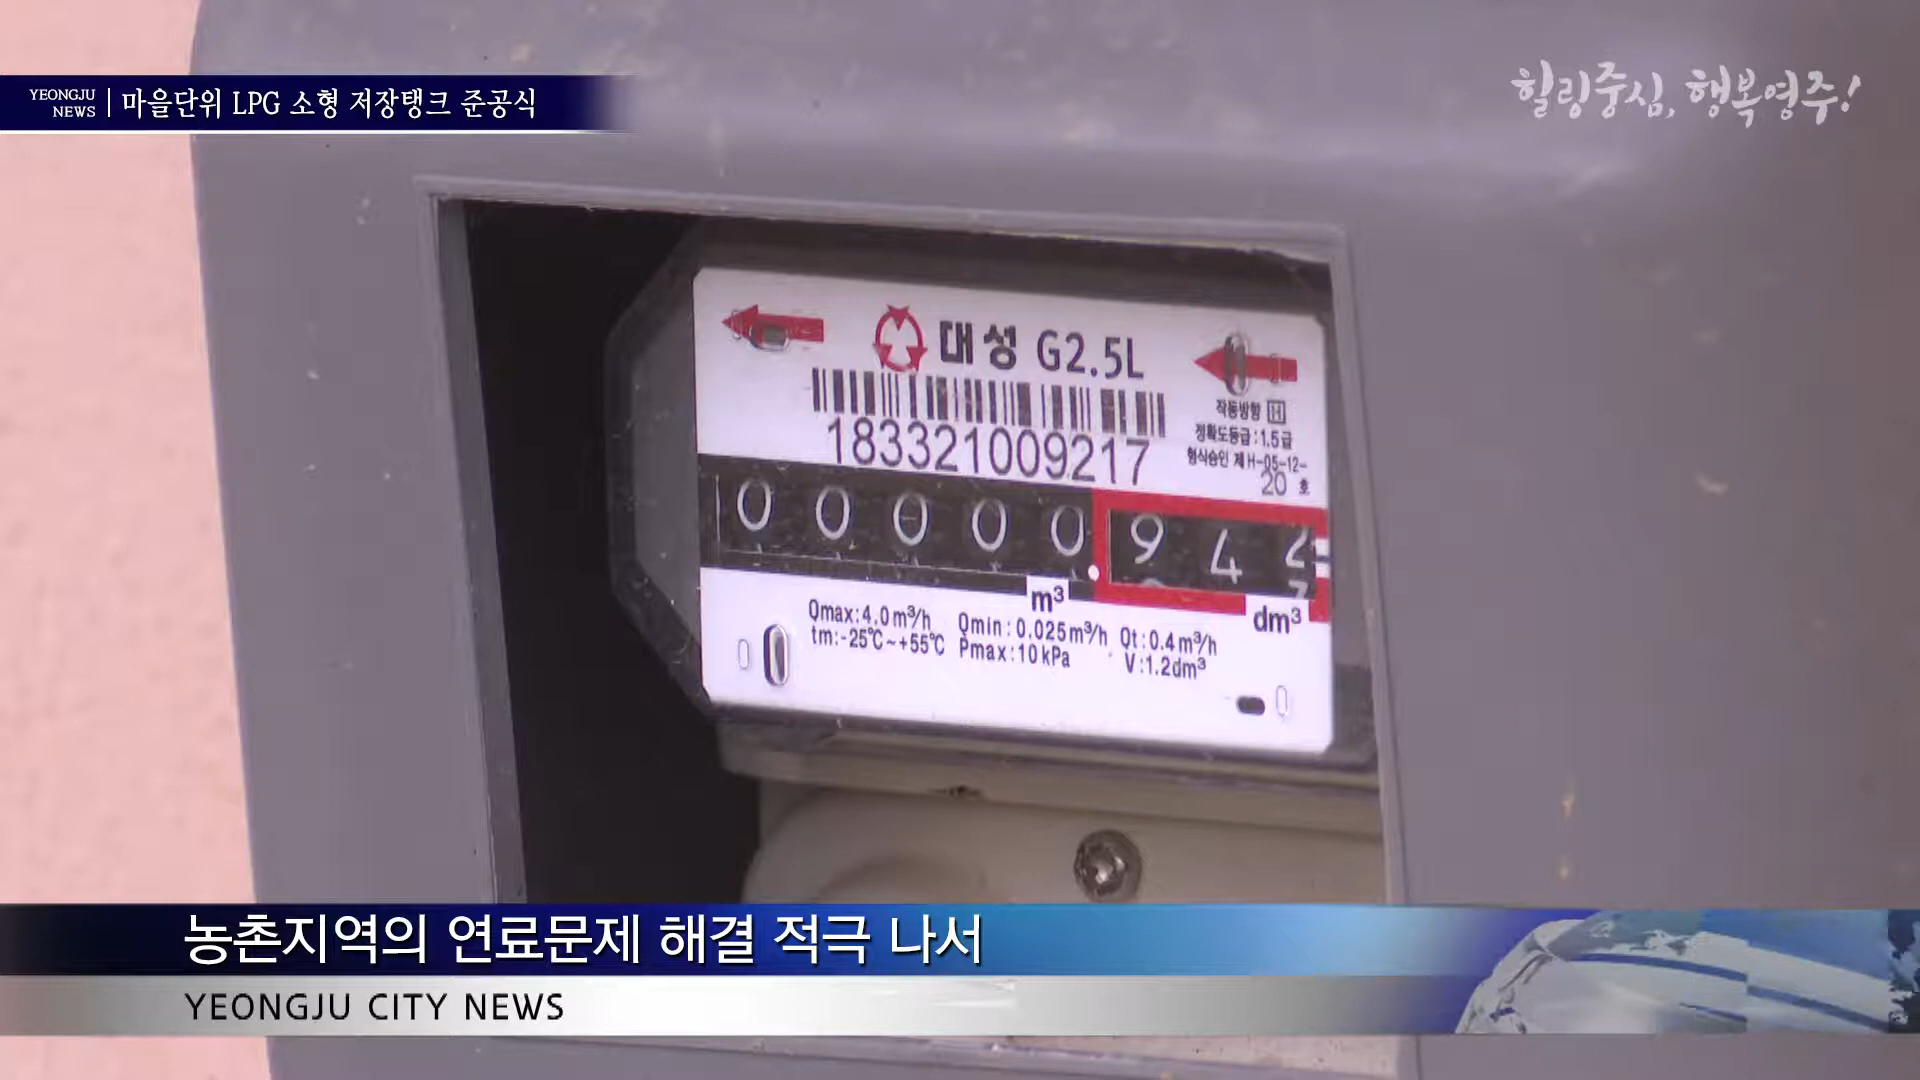 YEONGJU
NEWS
마을단위 LPG 소형 저장탱크 준공식
힐링중심, 행복영주!
대성 G2.5L
작동방향 H
정확도등급:1.5급
형식승인 제H-05-12-
20 호
183321009217
0 0 0 0 0 9 4
m³
dm³
Qmax:4.0m³/h Qmin:0.025m³/h Qt:0.4m³/h
tm:-25℃~+55℃ Pmax:10kPa V:1.2dm³
농촌지역의 연료문제 해결 적극 나서
YEONGJU CITY NEWS